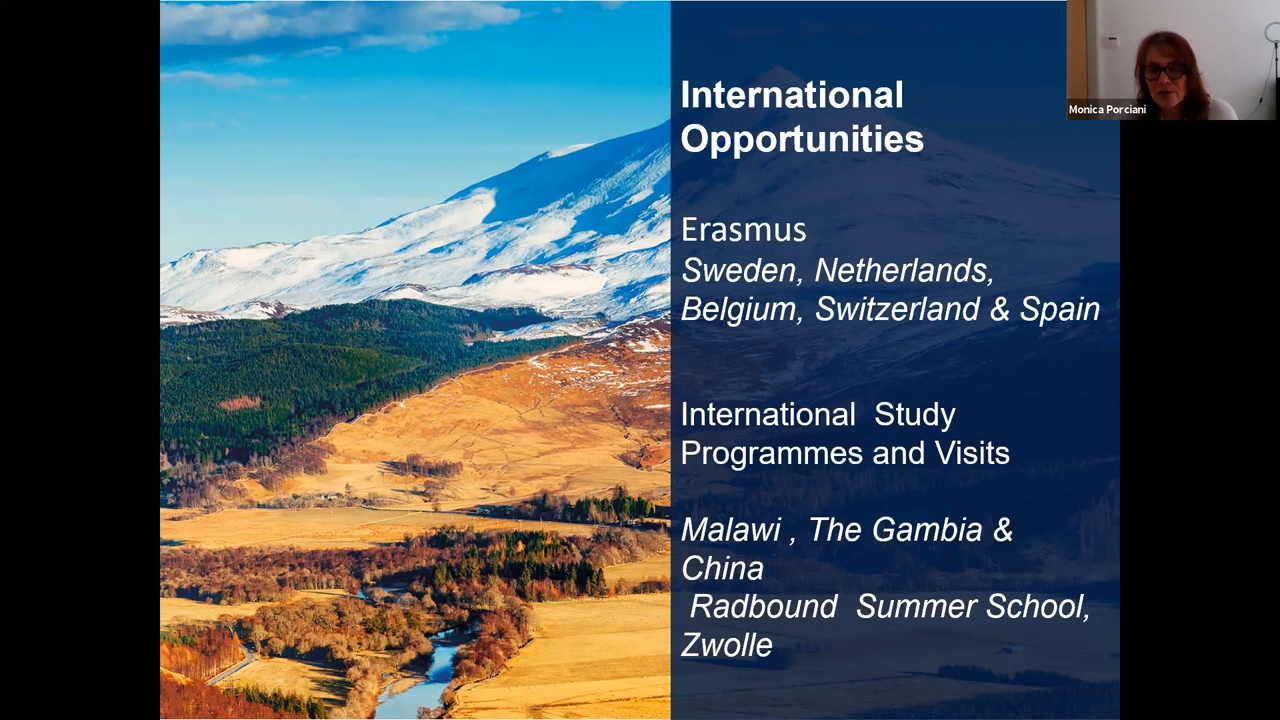 International
Opportunities
Erasmus
Sweden, Netherlands,
Belgium, Switzerland & Spain
International  Study
Programmes and Visits
Malawi , The Gambia &
China
Radbound  Summer School,
Zwolle
Monica Porciani